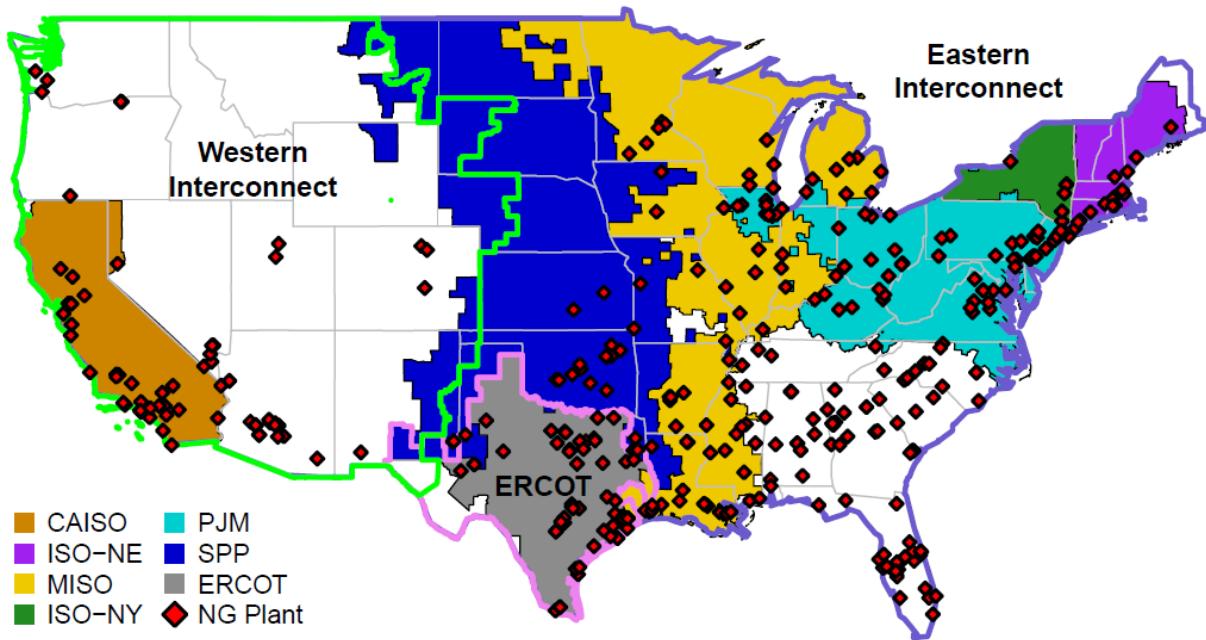 Eastern
Interconnect
Western
Interconnect
ERCOT
CAISO
ISO−NE
MISO
ISO−NY
PJM
SPP
ERCOT
NG Plant